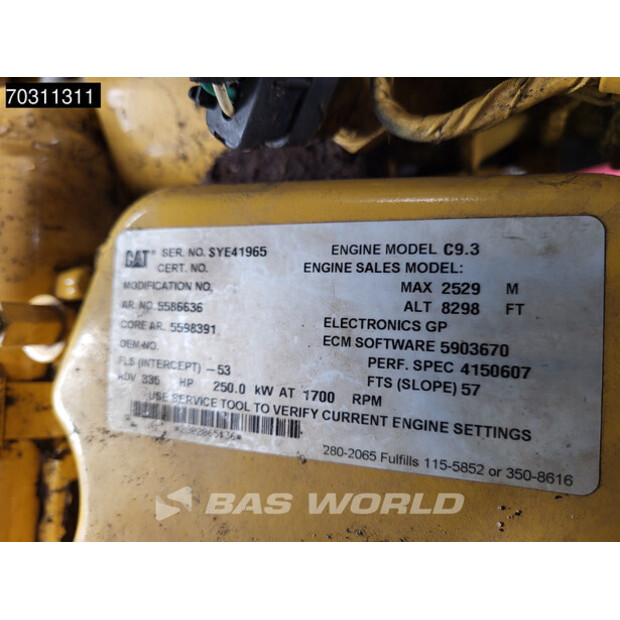 70311311
CAT SER. NO. SYE41965 ENGINE MODEL C9.3
CERT. NO. ENGINE SALES MODEL:
MODIFICATION NO. MAX 2529 M
AR. NO. 5586636 ALT 8298 FT
CORE AR. 5598391 ELECTRONICS GP
OEM-NO. ECM SOFTWARE 5903670
FLS (INTERCEPT) -53 PERF. SPEC 4150607
ADV 335 HP 250.0 kW AT 1700 RPM FTS (SLOPE) 57
USE SERVICE TOOL TO VERIFY CURRENT ENGINE SETTINGS
280-2065 Fulfills 115-5852 or 350-8616
BAS WORLD